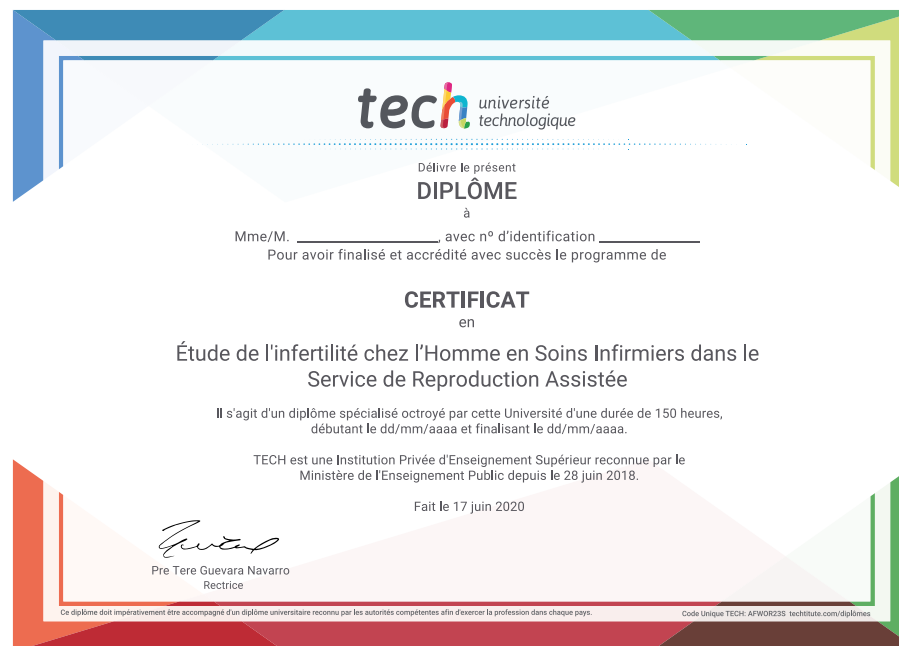 tech université
technologique
Délivre le présent
DIPLÔME
à
Mme/M. ____________________, avec nº d'identification ______________
Pour avoir finalisé et accrédité avec succès le programme de
CERTIFICAT
en
Étude de l'infertilité chez l'Homme en Soins Infirmiers dans le
Service de Reproduction Assistée
Il s'agit d'un diplôme spécialisé octroyé par cette Université d'une durée de 150 heures,
débutant le dd/mm/aaaa et finalisant le dd/mm/aaaa.
TECH est une Institution Privée d'Enseignement Supérieur reconnue par le
Ministère de l'Enseignement Public depuis le 28 juin 2018.
Fait le 17 juin 2020
Pre Tere Guevara Navarro
Rectrice
Ce diplôme doit impérativement être accompagné d'un diplôme universitaire reconnu par les autorités compétentes afin d'exercer la profession dans chaque pays.
Code Unique TECH: AFWOR23S techtitute.com/diplômes